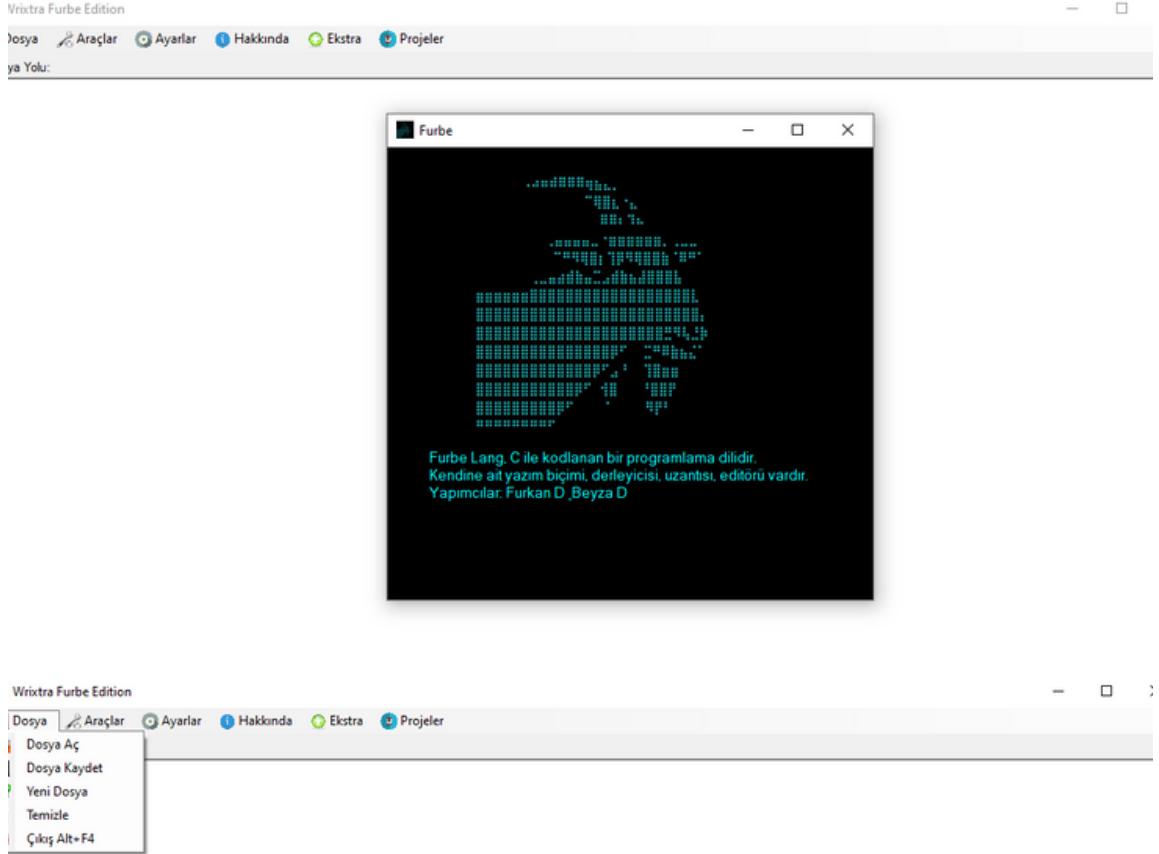 Wrixtra Furbe Edition
Dosya Araçlar Ayarlar Hakkında Ekstra Projeler
ya Yolu:
Furbe
Furbe Lang, C ile kodlanan bir programlama dilidir.
Kendine ait yazım biçimi, derleyicisi, uzantısı, editörü vardır.
Yapımcılar: Furkan D ,Beyza D
Wrixtra Furbe Edition
Dosya Araçlar Ayarlar Hakkında Ekstra Projeler
Dosya Aç
Dosya Kaydet
Yeni Dosya
Temizle
Çıkış Alt+F4